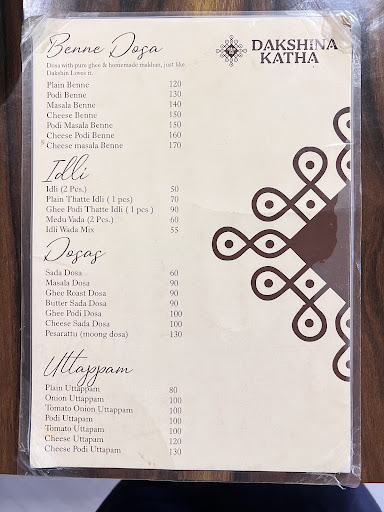 Benne Dosa
DAKSHINA
KATHA
Dosa with pure ghee & homemade makhan, just like
Dakshin Loves it.
Plain Benne 120
Podi Benne 130
Masala Benne 140
Cheese Benne 150
Podi Masala Benne 150
Cheese Podi Benne 160
Cheese masala Benne 170
Idli
Idli (2 Pcs.) 50
Plain Thatte Idli ( 1 pcs) 70
Ghee Podi Thatte Idli ( 1 pcs ) 90
Medu Vada (2 Pcs.) 60
Idli Wada Mix 55
Dosas
Sada Dosa 60
Masala Dosa 90
Ghee Roast Dosa 90
Butter Sada Dosa 90
Ghee Podi Dosa 100
Cheese Sada Dosa 100
Pesarattu (moong dosa) 130
Uttappam
Plain Uttappam 80
Onion Uttapam 100
Tomato Onion Uttappam 100
Podi Uttapam 100
Tomato Uttapam 100
Cheese Uttapam 120
Cheese Podi Uttapam 130